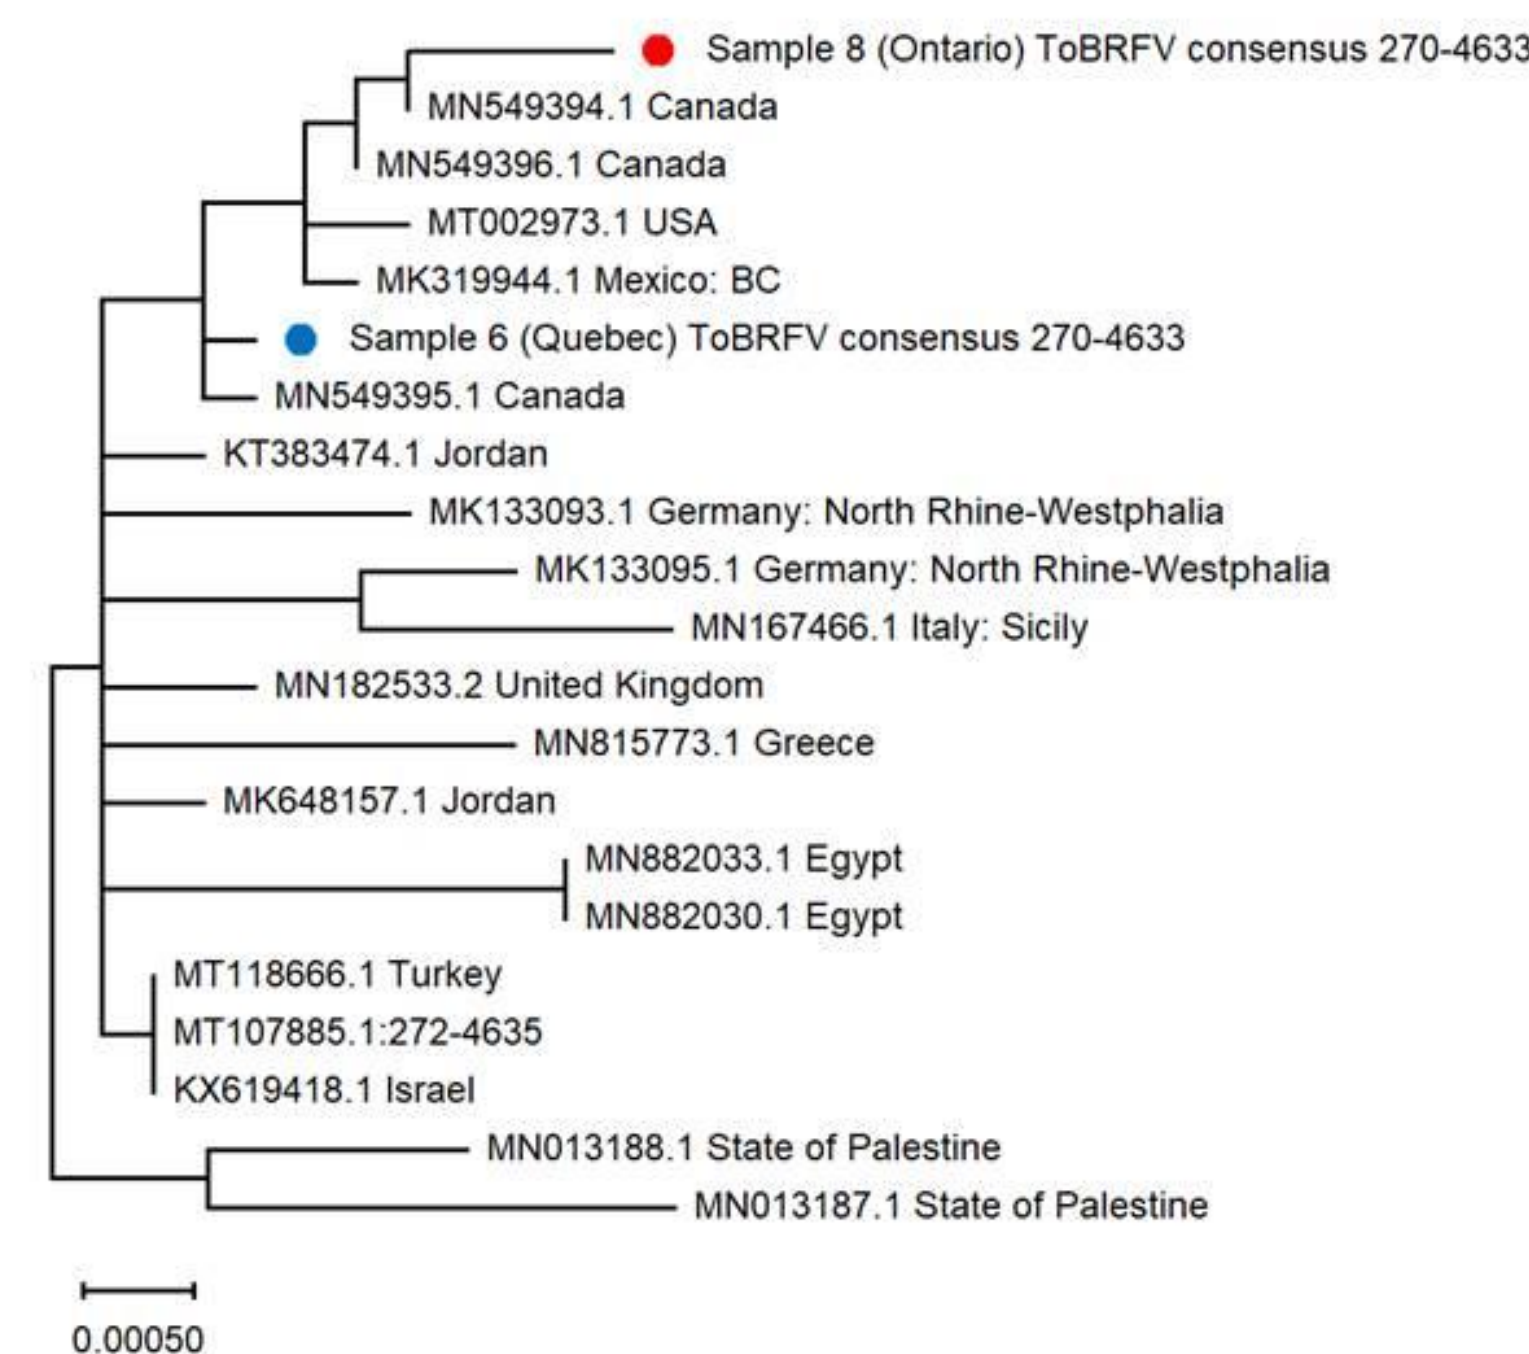 Sample 8 (Ontario) ToBRFV consensus 270-4633
MN549394.1 Canada
MN549396.1 Canada
MT002973.1 USA
MK319944.1 Mexico: BC
Sample 6 (Quebec) ToBRFV consensus 270-4633
MN549395.1 Canada
KT383474.1 Jordan
MK133093.1 Germany: North Rhine-Westphalia
MK133095.1 Germany: North Rhine-Westphalia
MN167466.1 Italy: Sicily
MN182533.2 United Kingdom
MN815773.1 Greece
MK648157.1 Jordan
MN882033.1 Egypt
MN882030.1 Egypt
MT118666.1 Turkey
MT107885.1:272-4635
KX619418.1 Israel
MN013188.1 State of Palestine
MN013187.1 State of Palestine
0.00050